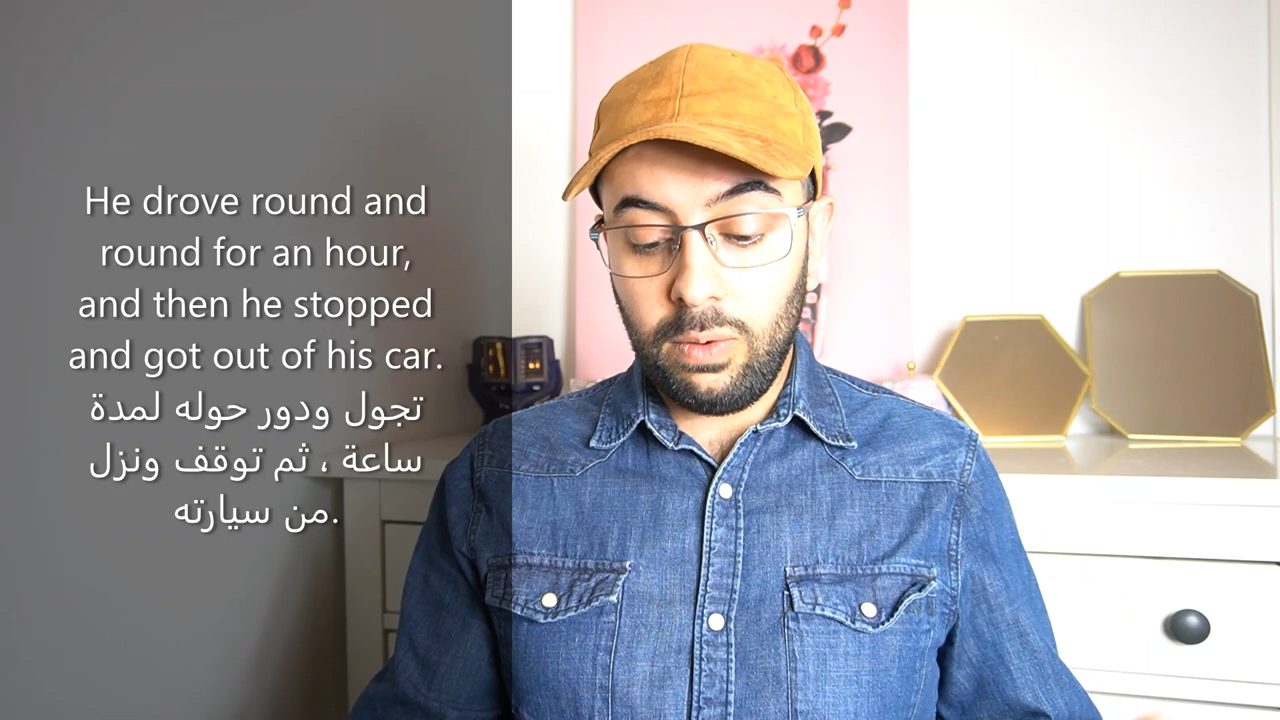 He drove round and
round for an hour,
and then he stopped
and got out of his car.
تجول ودور حوله لمدة
ساعة ، ثم توقف ونزل
من سيارته.